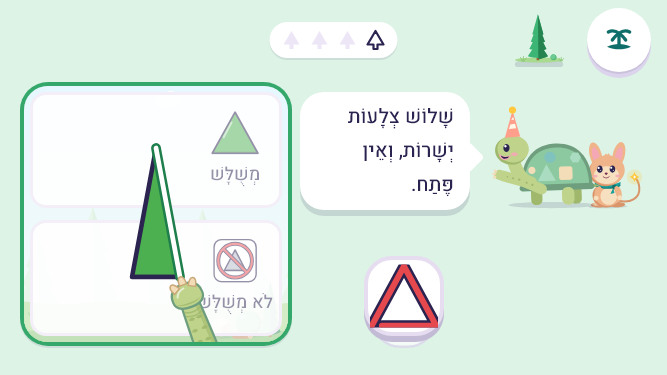 שָׁלוֹשׁ צְלָעוֹת
יְשָׁרוֹת, וְאֵין
פֶּתַח.
מְשֻׁלָּשׁ
לֹא מְשֻׁלָּשׁ